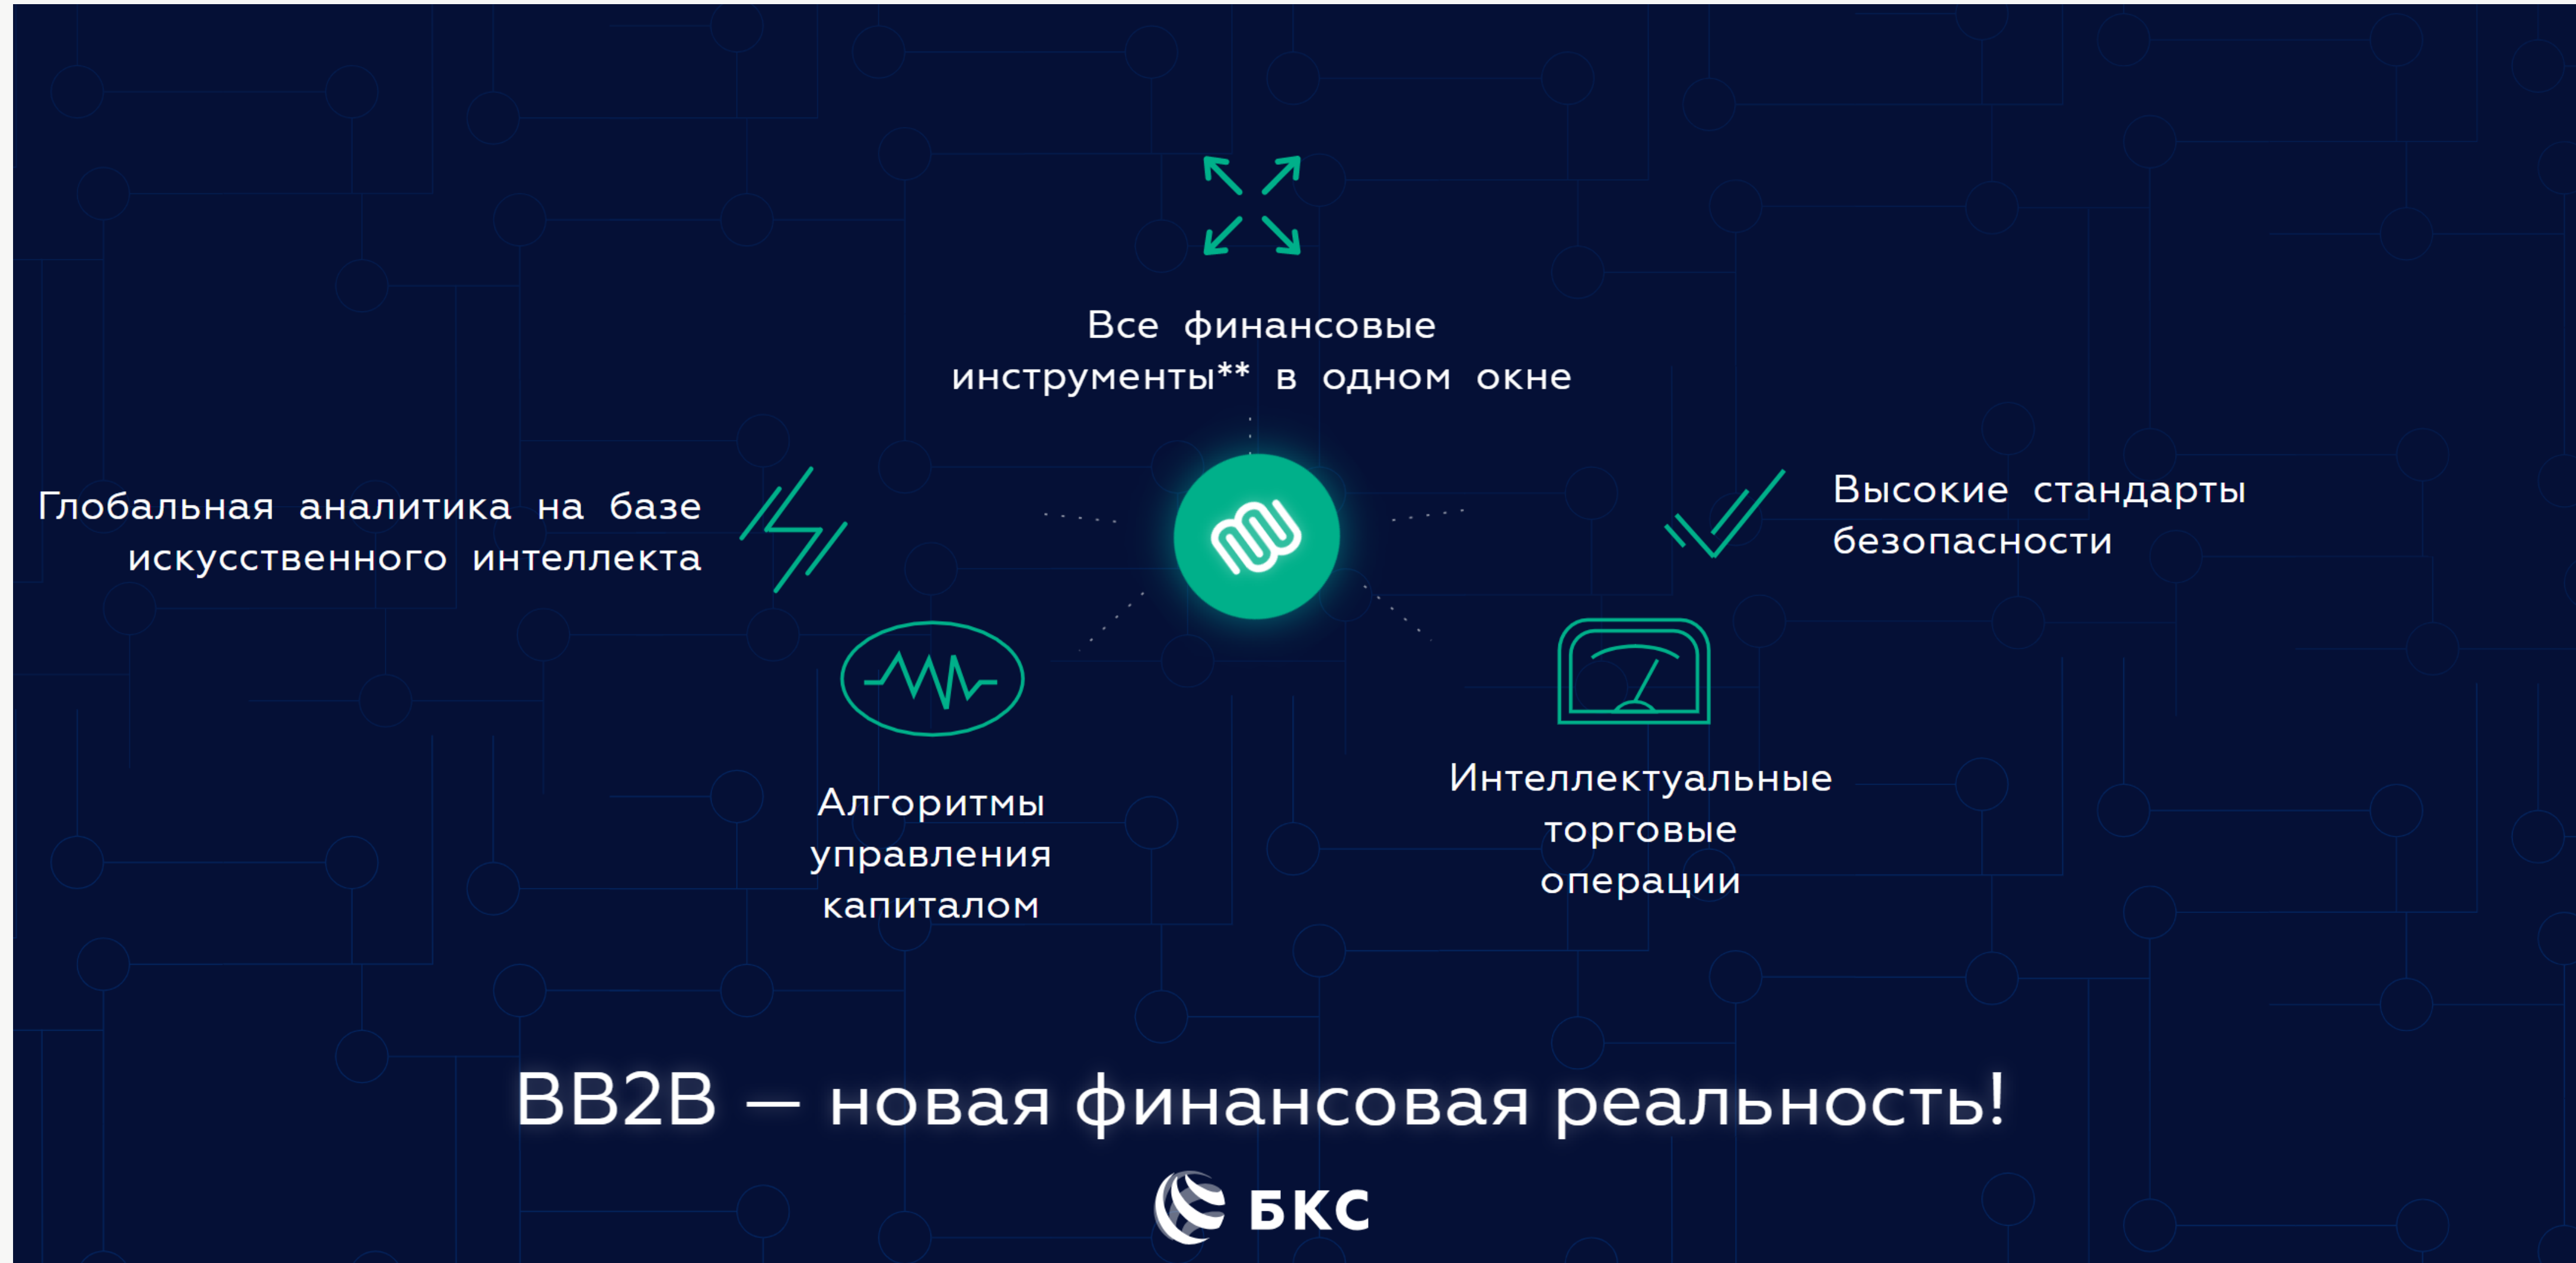 Все финансовые
инструменты** в одном окне
Глобальная аналитика на базе
искусственного интеллекта
Высокие стандарты
безопасности
Алгоритмы
управления
капиталом
Интеллектуальные
торговые
операции
BB2B — новая финансовая реальность!
БКС